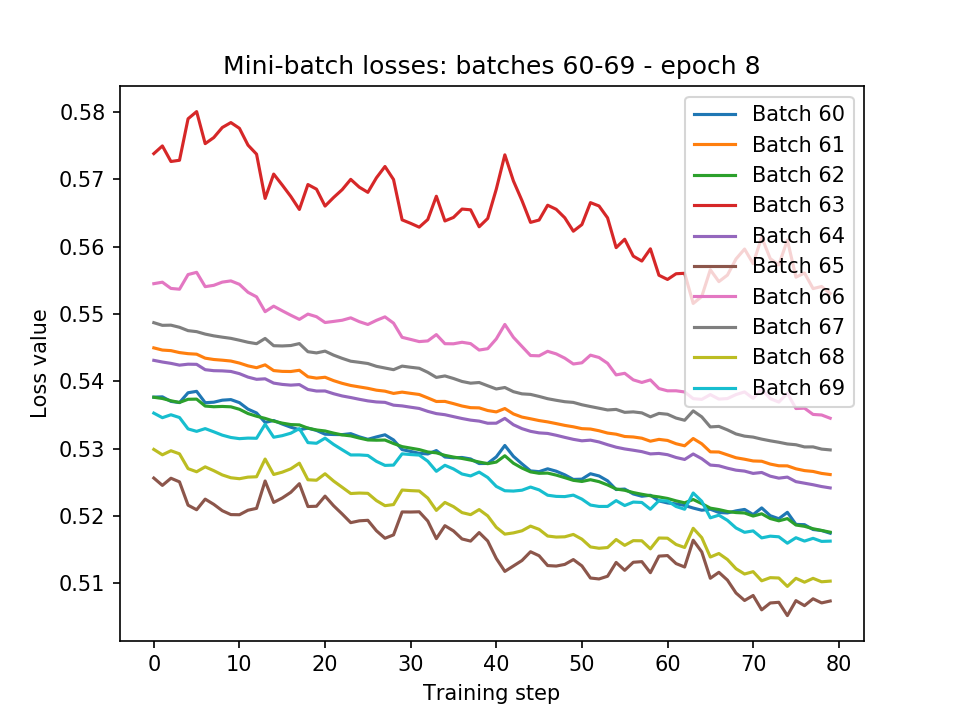 Mini-batch losses: batches 60-69 - epoch 8
Loss value
0.58
0.57
0.56
0.55
0.54
0.53
0.52
0.51
Batch 60
Batch 61
Batch 62
Batch 63
Batch 64
Batch 65
Batch 66
Batch 67
Batch 68
Batch 69
0 10 20 30 40 50 60 70 80
Training step